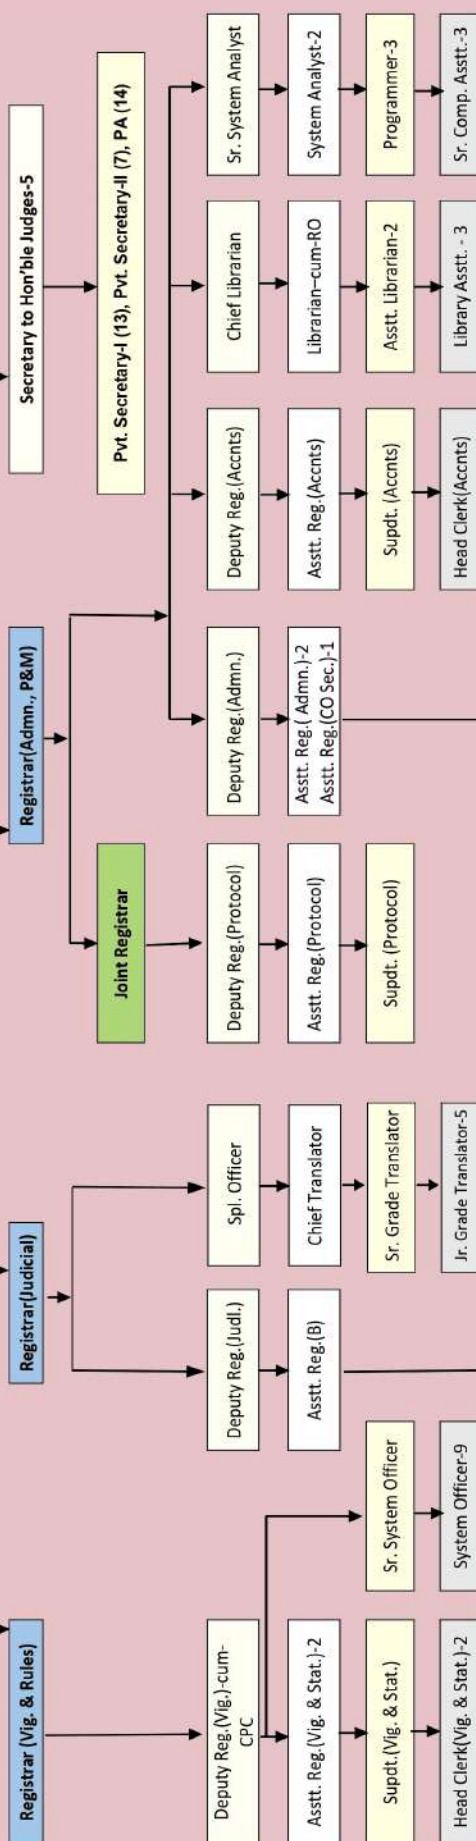 Registrar (Vig. & Rules)
Registrar(Judicial)
Registrar(Admn., P&M)
Secretary to Hon'ble Judges-5
Joint Registrar
Pvt. Secretary-I (13), Pvt. Secretary-II (7), PA (14)
Deputy Reg.(Vig.)-cum-
CPC
Deputy Reg.(Judl.)
Spl. Officer
Deputy Reg.(Protocol)
Deputy Reg.(Admn.)
Deputy Reg.(Accnts)
Chief Librarian
Sr. System Analyst
Asstt. Reg.(Vig. & Stat.)-2
Asstt. Reg.(B)
Chief Translator
Asstt. Reg.(Protocol)
Asstt. Reg.( Admn.)-2
Asstt. Reg.(CO Sec.)-1
Asstt. Reg.(Accnts)
Librarian–cum-RO
System Analyst-2
Supdt.(Vig. & Stat.)
Sr. System Officer
Sr. Grade Translator
Supdt. (Protocol)
Supdt. (Accnts)
Asstt. Librarian-2
Programmer-3
Head Clerk(Vig. & Stat.)-2
System Officer-9
Jr. Grade Translator-5
Head Clerk(Accnts)
Library Asstt. - 3
Sr. Comp. Asstt.-3